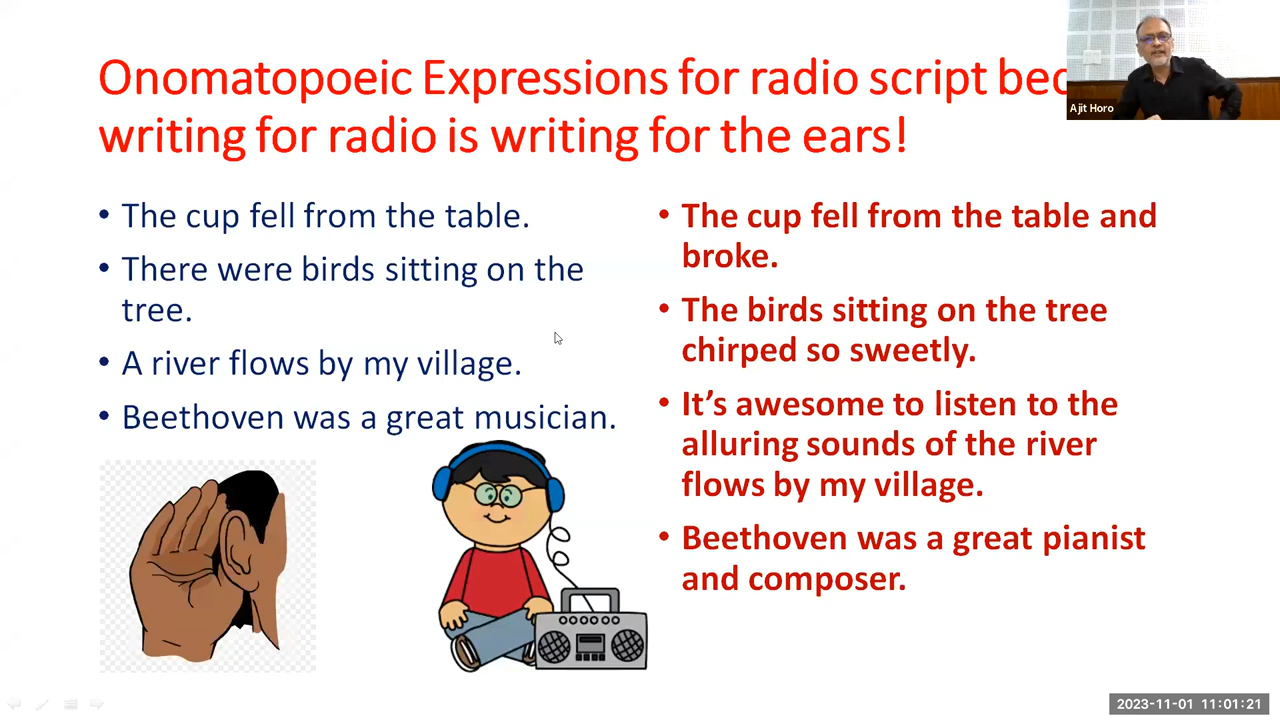 Onomatopoeic Expressions for radio script bec
writing for radio is writing for the ears!
Ajit Horo
• The cup fell from the table.
• There were birds sitting on the
tree.
• A river flows by my village.
• Beethoven was a great musician.
• The cup fell from the table and
broke.
• The birds sitting on the tree
chirped so sweetly.
• It’s awesome to listen to the
alluring sounds of the river
flows by my village.
• Beethoven was a great pianist
and composer.
2023-11-01 11:01:21